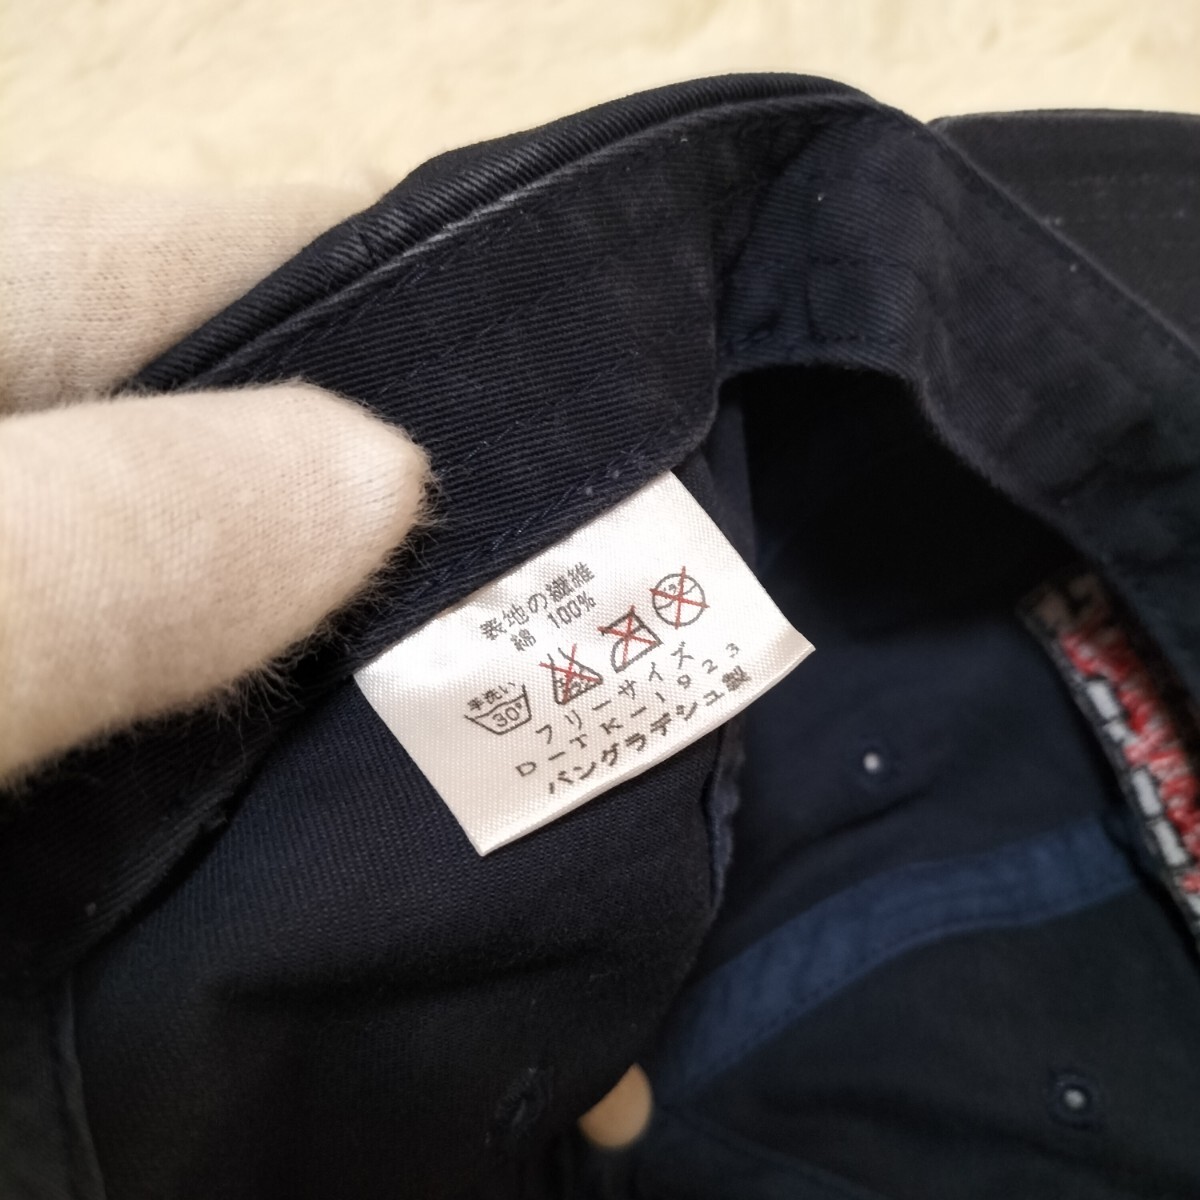 表地の繊維
綿 100%
手洗い
30°
フリーサイズ
D-TK-1923
バングラデシュ製